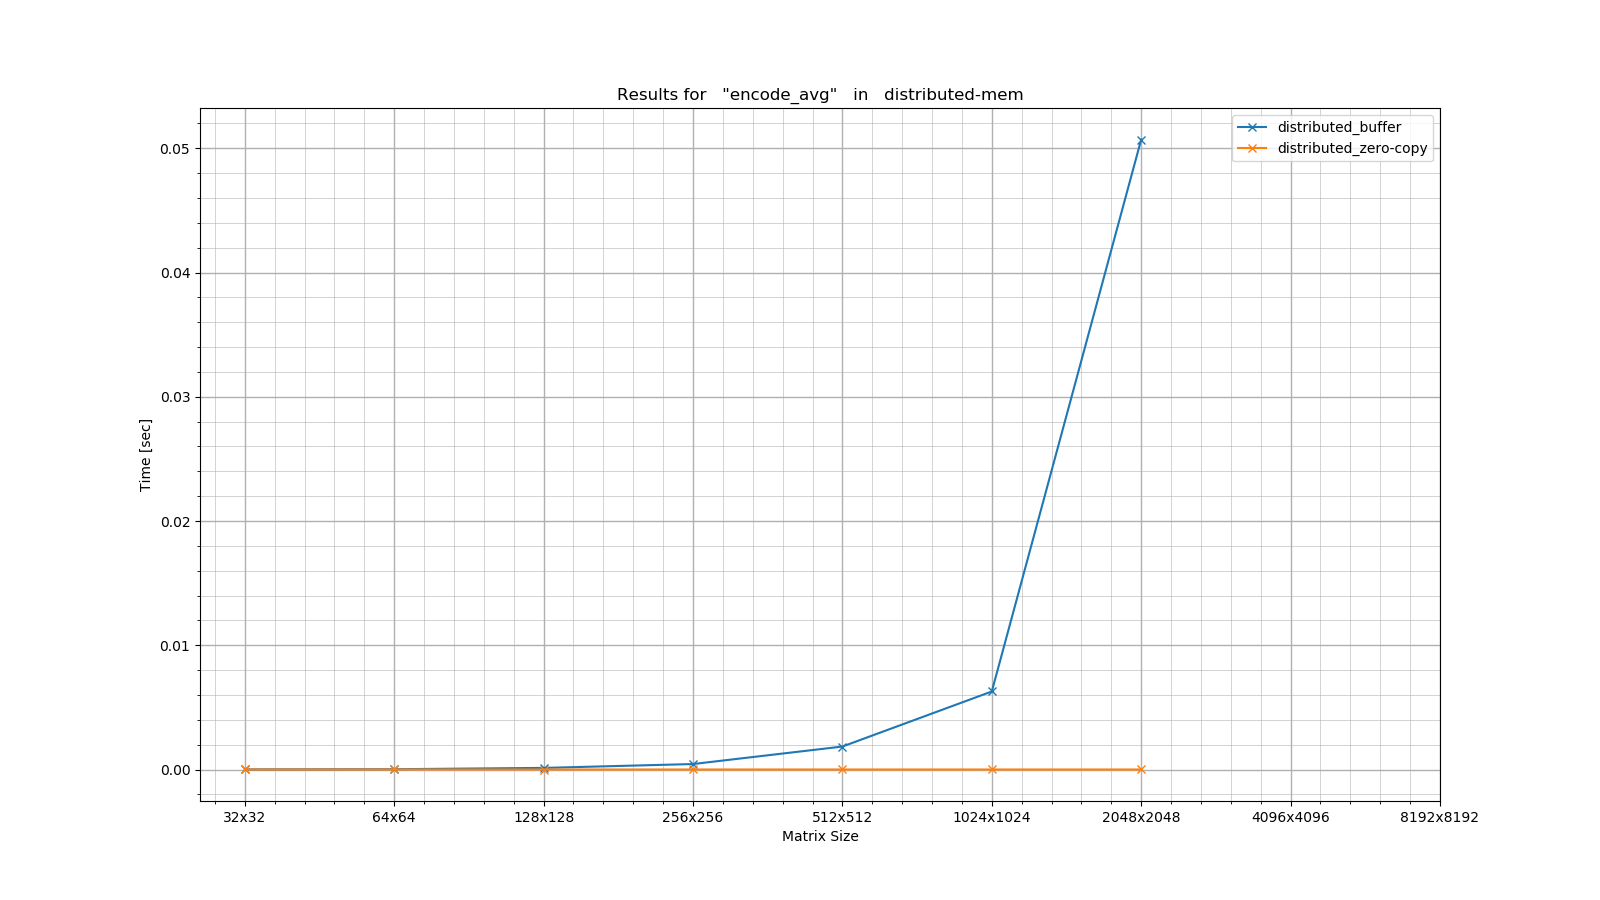 Results for "encode_avg" in distributed-mem
distributed_buffer
distributed_zero-copy
0.05
0.04
0.03
0.02
0.01
0.00
Time [sec]
32x32 64x64 128x128 256x256 512x512 1024x1024 2048x2048 4096x4096 8192x8192
Matrix Size